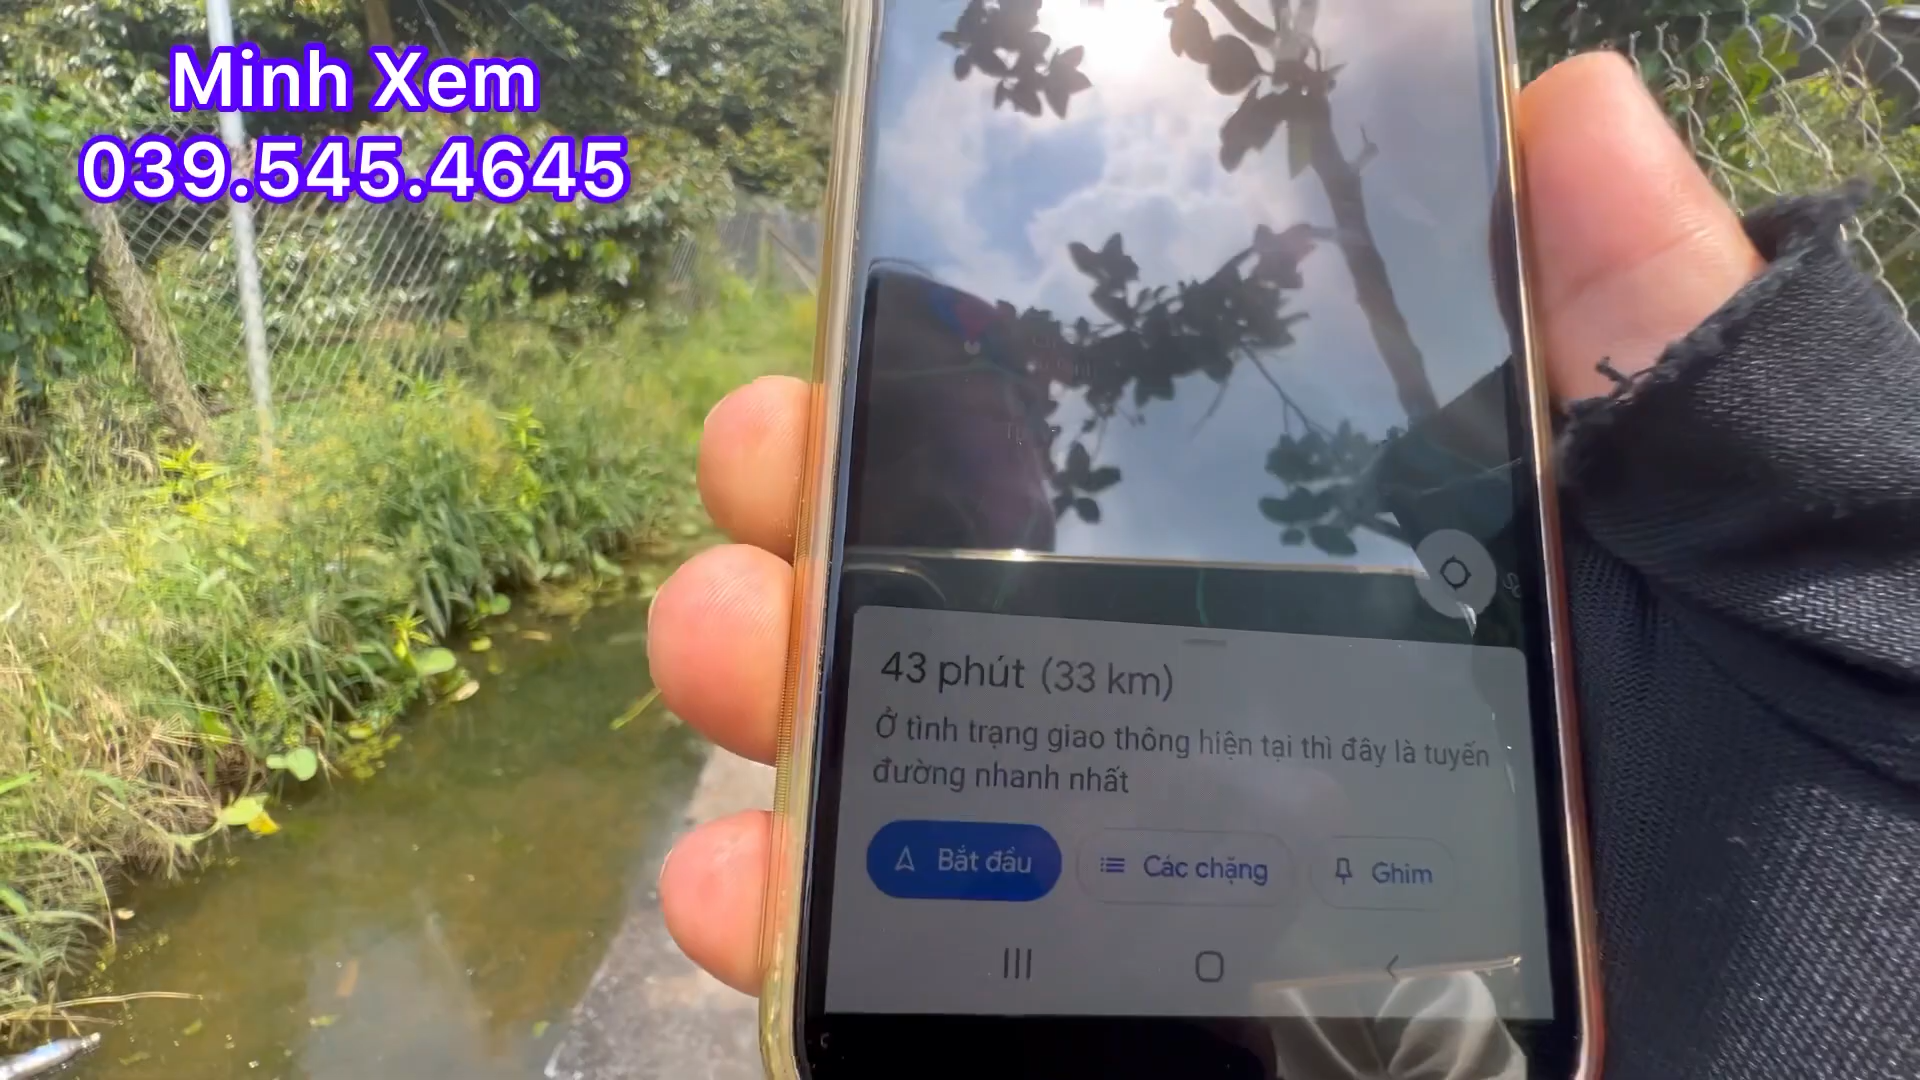 Minh Xem
039.545.4645
43 phút (33 km)
Ở tình trạng giao thông hiện tại thì đây là tuyến
đường nhanh nhất
Bắt đầu
Các chặng
Ghim